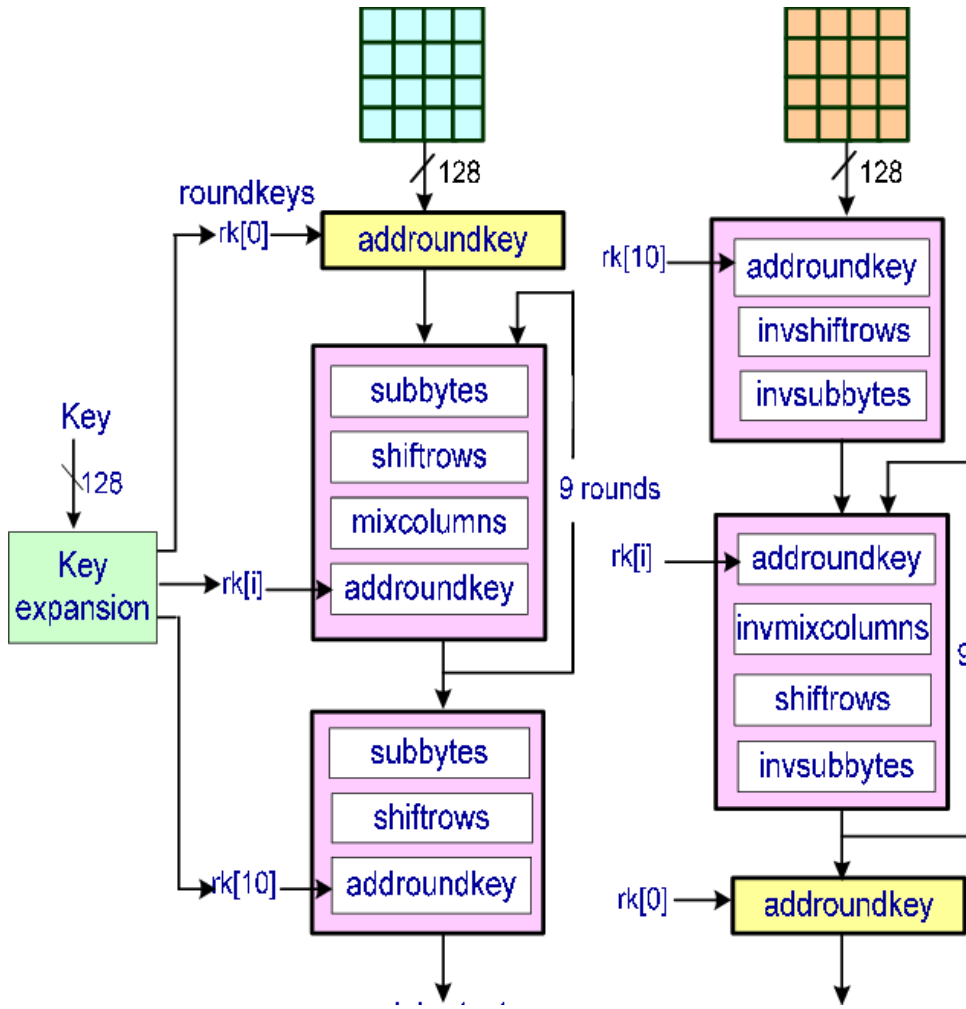 128
roundkeys
rk[0]
addroundkey
subbytes
shiftrows
mixcolumns
addroundkey
9 rounds
Key
128
Key
expansion
rk[i]
subbytes
shiftrows
addroundkey
rk[10]
128
rk[10]
addroundkey
invshiftrows
invsubbytes
rk[i]
addroundkey
invmixcolumns
shiftrows
invsubbytes
9
rk[0]
addroundkey